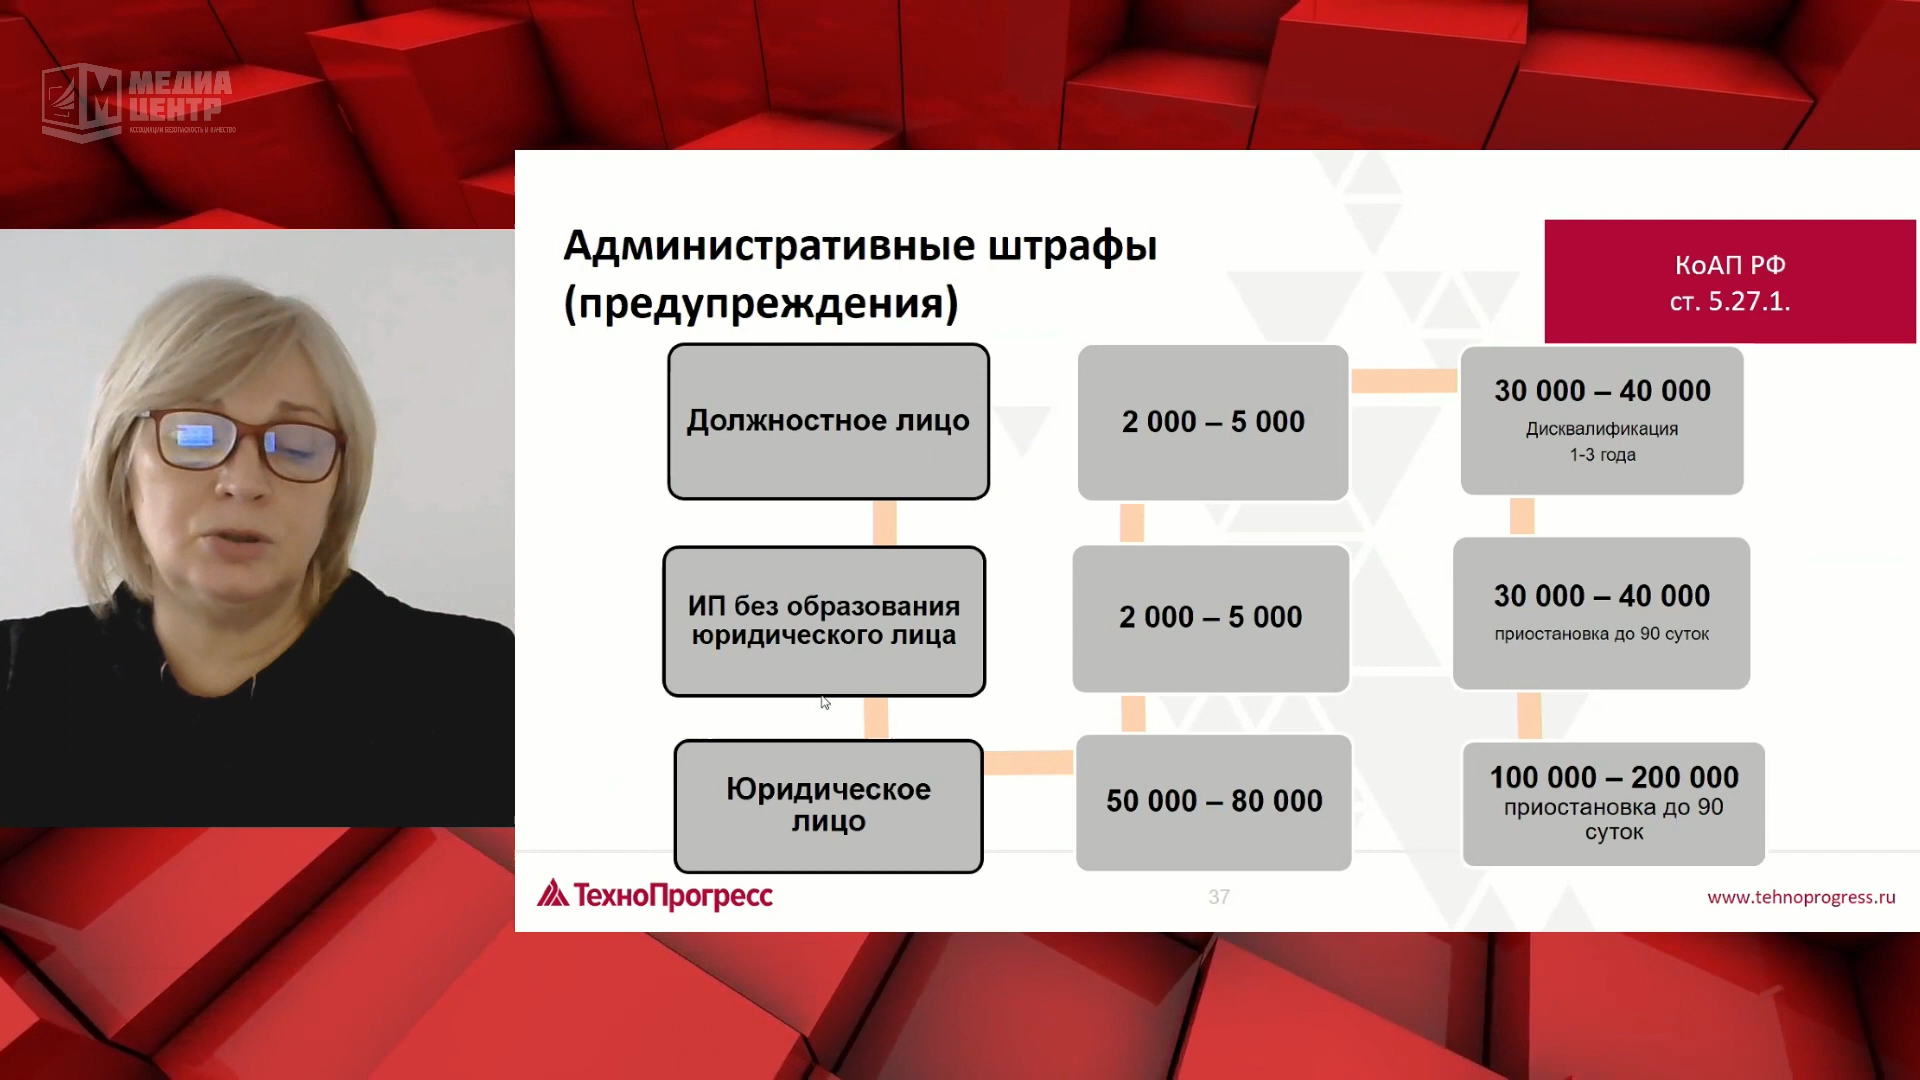 МЕДИА
ЦЕНТР
АССОЦИАЦИИ БЕЗОПАСНОСТЬ И КАЧЕСТВО
Административные штрафы
(предупреждения)
КоАП РФ
ст. 5.27.1.
Должностное лицо
2 000 – 5 000
30 000 – 40 000
Дисквалификация
1-3 года
ИП без образования
юридического лица
2 000 – 5 000
30 000 – 40 000
приостановка до 90 суток
Юридическое
лицо
50 000 – 80 000
100 000 – 200 000
приостановка до 90
суток
ТехноПрогресс
37
www.tehnoprogress.ru